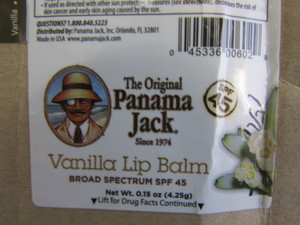 • If used as directed with other sun protection measures (see directions), decreases the risk of
skin cancer and early skin aging caused by the sun.
QUESTIONS? 1.800.840.5225
Distributed by: Panama Jack, Inc. Orlando, FL 32801
Made in USA www.panamajack.com
0 45336 00602
Vanilla
The Original
Panama
Jack®
Since 1974
SPF
45
Vanilla Lip Balm
BROAD SPECTRUM SPF 45
Net Wt. 0.15 oz (4.25g)
▼ Lift for Drug Facts Continued ▼